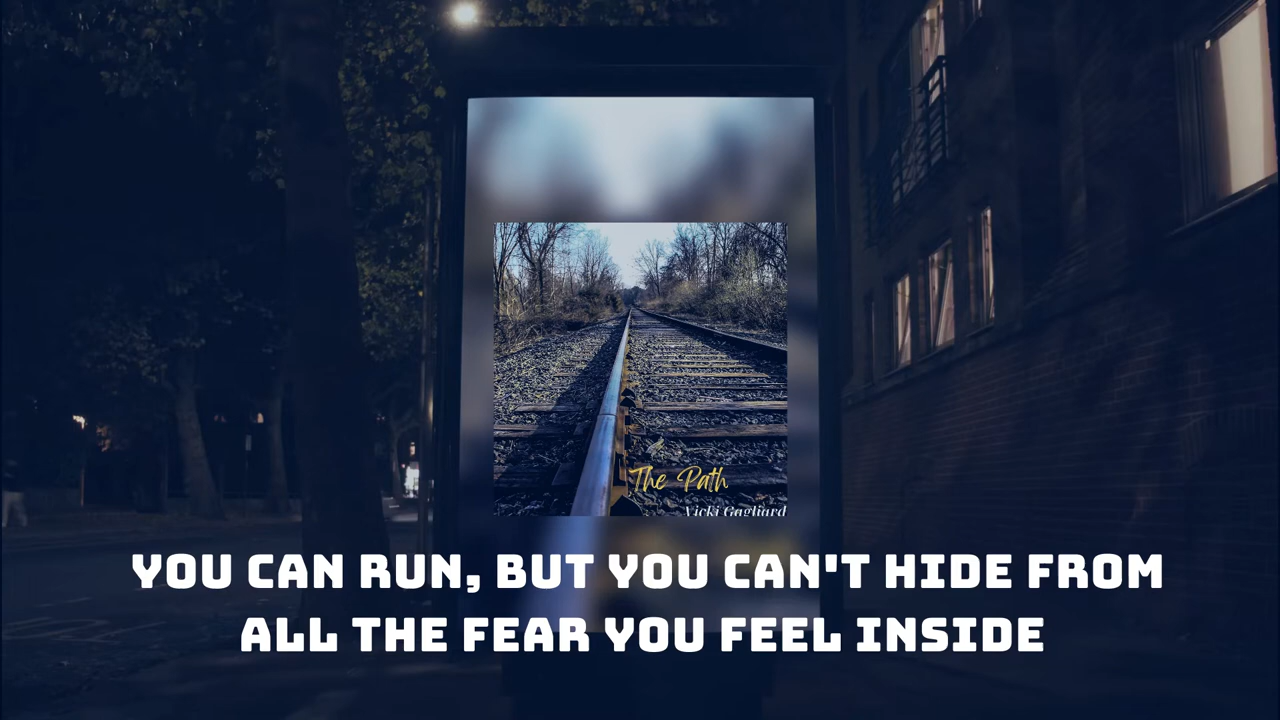 The Path
Vicki Gagliard
YOU CAN RUN, BUT YOU CAN'T HIDE FROM
ALL THE FEAR YOU FEEL INSIDE